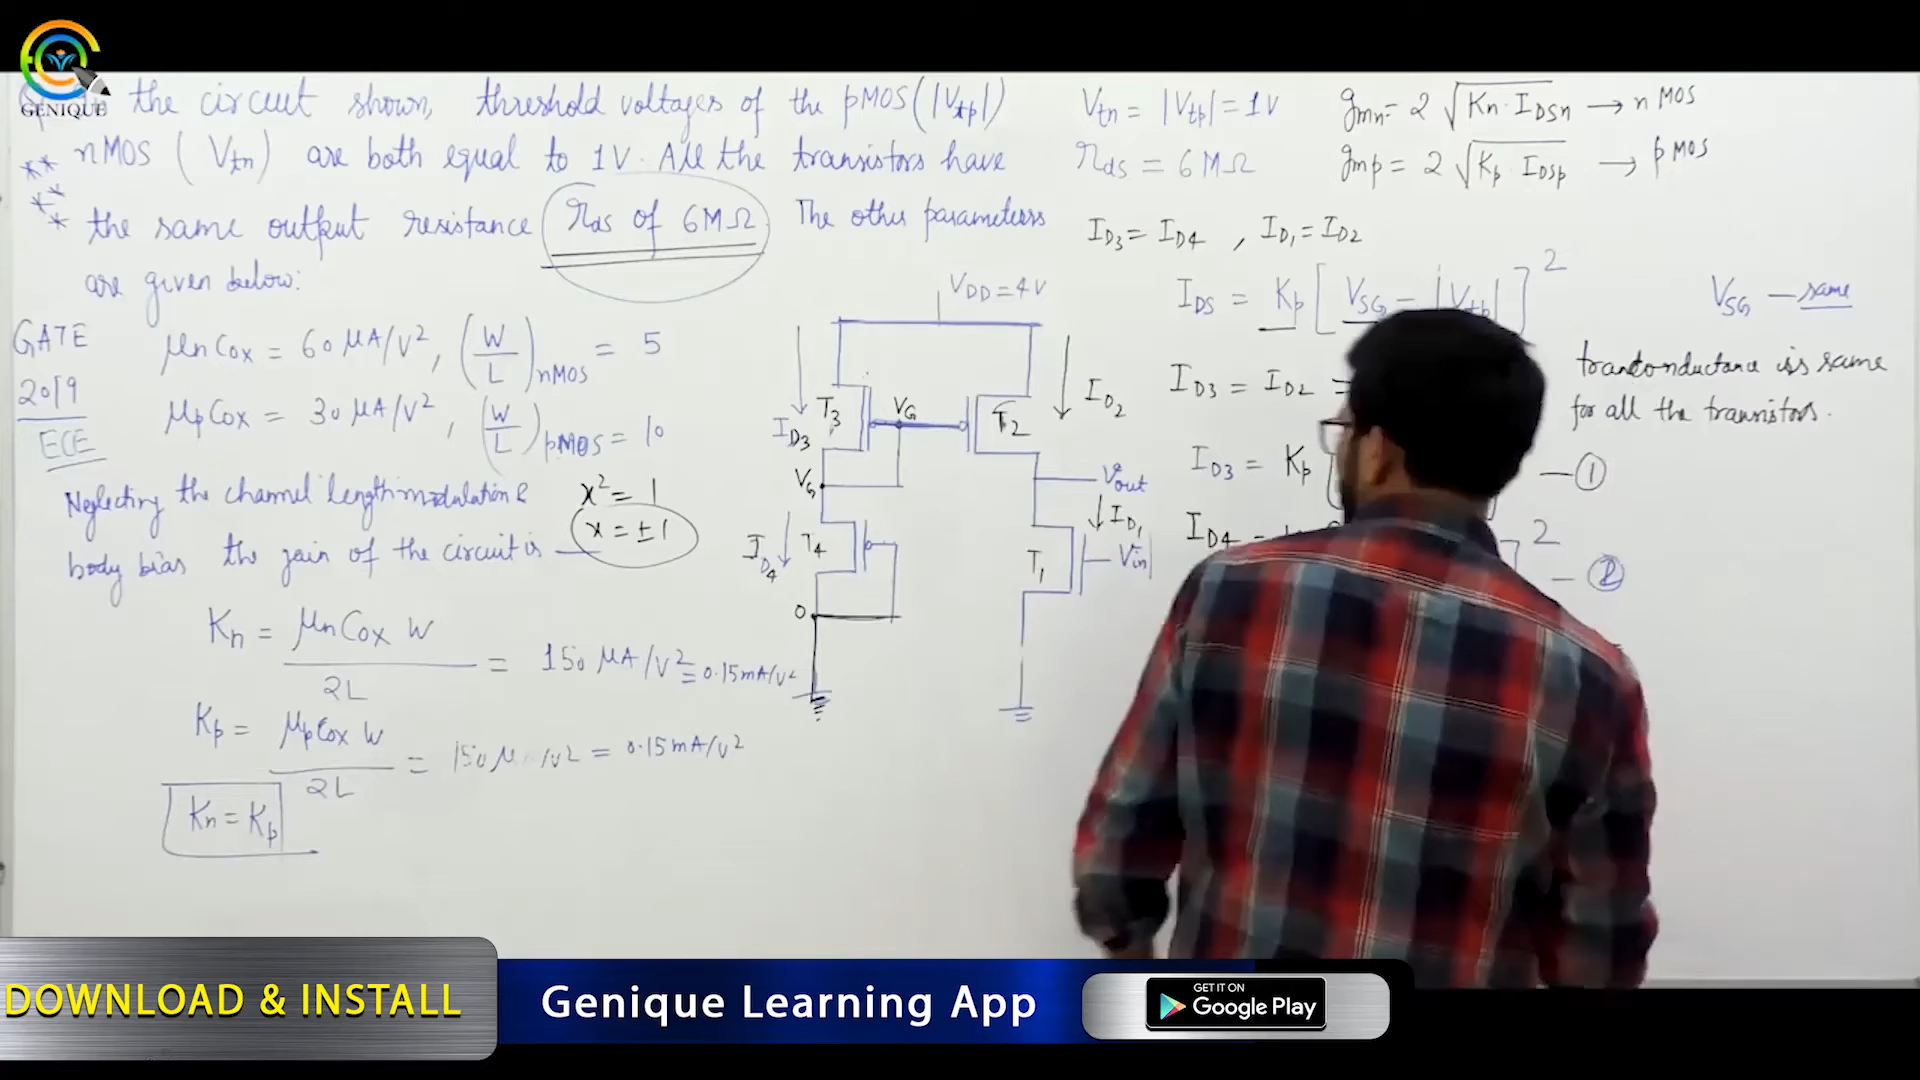 GENIQUE
the circuit shown, threshold voltages of the pMOS (|Vtp|)
** nMOS (Vtn) are both equal to 1V. All the transistors have
** the same output resistance rds of 6MΩ The other parameters
are given below:
GATE
2019
ECE
μnCox = 60 μA/V², (W/L)nMOS = 5
μpCox = 30 μA/V², (W/L)pMOS = 10
Neglecting the channel length modulation &
body bias the gain of the circuit is
x² = 1
x = ±1
Kn = μnCox W / 2L = 150 μA/V² = 0.15mA/V²
Kp = μpCox W / 2L = 150 μ /V² = 0.15mA/V²
Kn = Kp
VDD = 4V
T3
VG
T2
ID2
ID3
VG
Vout
ID1
ID4
T4
T1
Vin
0
Vtn = |Vtp| = 1V
rds = 6MΩ
gmn = 2 √Kn · IDSn → nMOS
gmp = 2 √Kp · IDSp → pMOS
ID3 = ID4 , ID1 = ID2
IDS = Kp [VSG - |Vtp|]²
VSG — same
ID3 = ID2 =
transconductance is same
for all the transistors.
ID3 = Kp — 1
ID4 = 2 — 2
DOWNLOAD & INSTALL
Genique Learning App
GET IT ON
Google Play